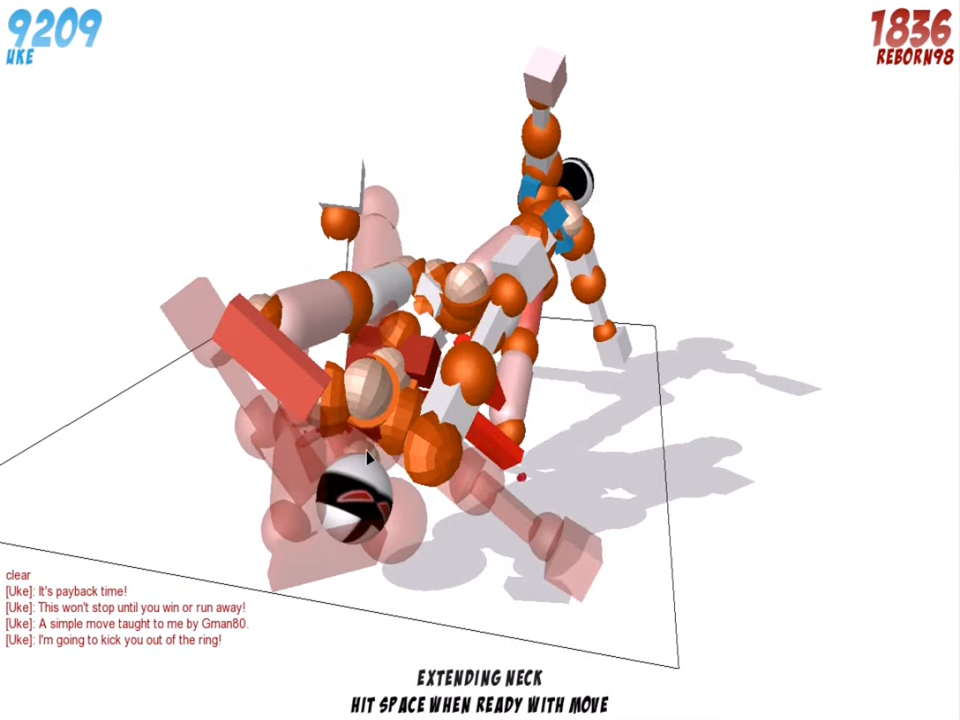 9209
UKE
1836
REBORN98
clear
[Uke]: It's payback time!
[Uke]: This won't stop until you win or run away!
[Uke]: A simple move taught to me by Gman80.
[Uke]: I'm going to kick you out of the ring!
EXTENDING NECK
HIT SPACE WHEN READY WITH MOVE